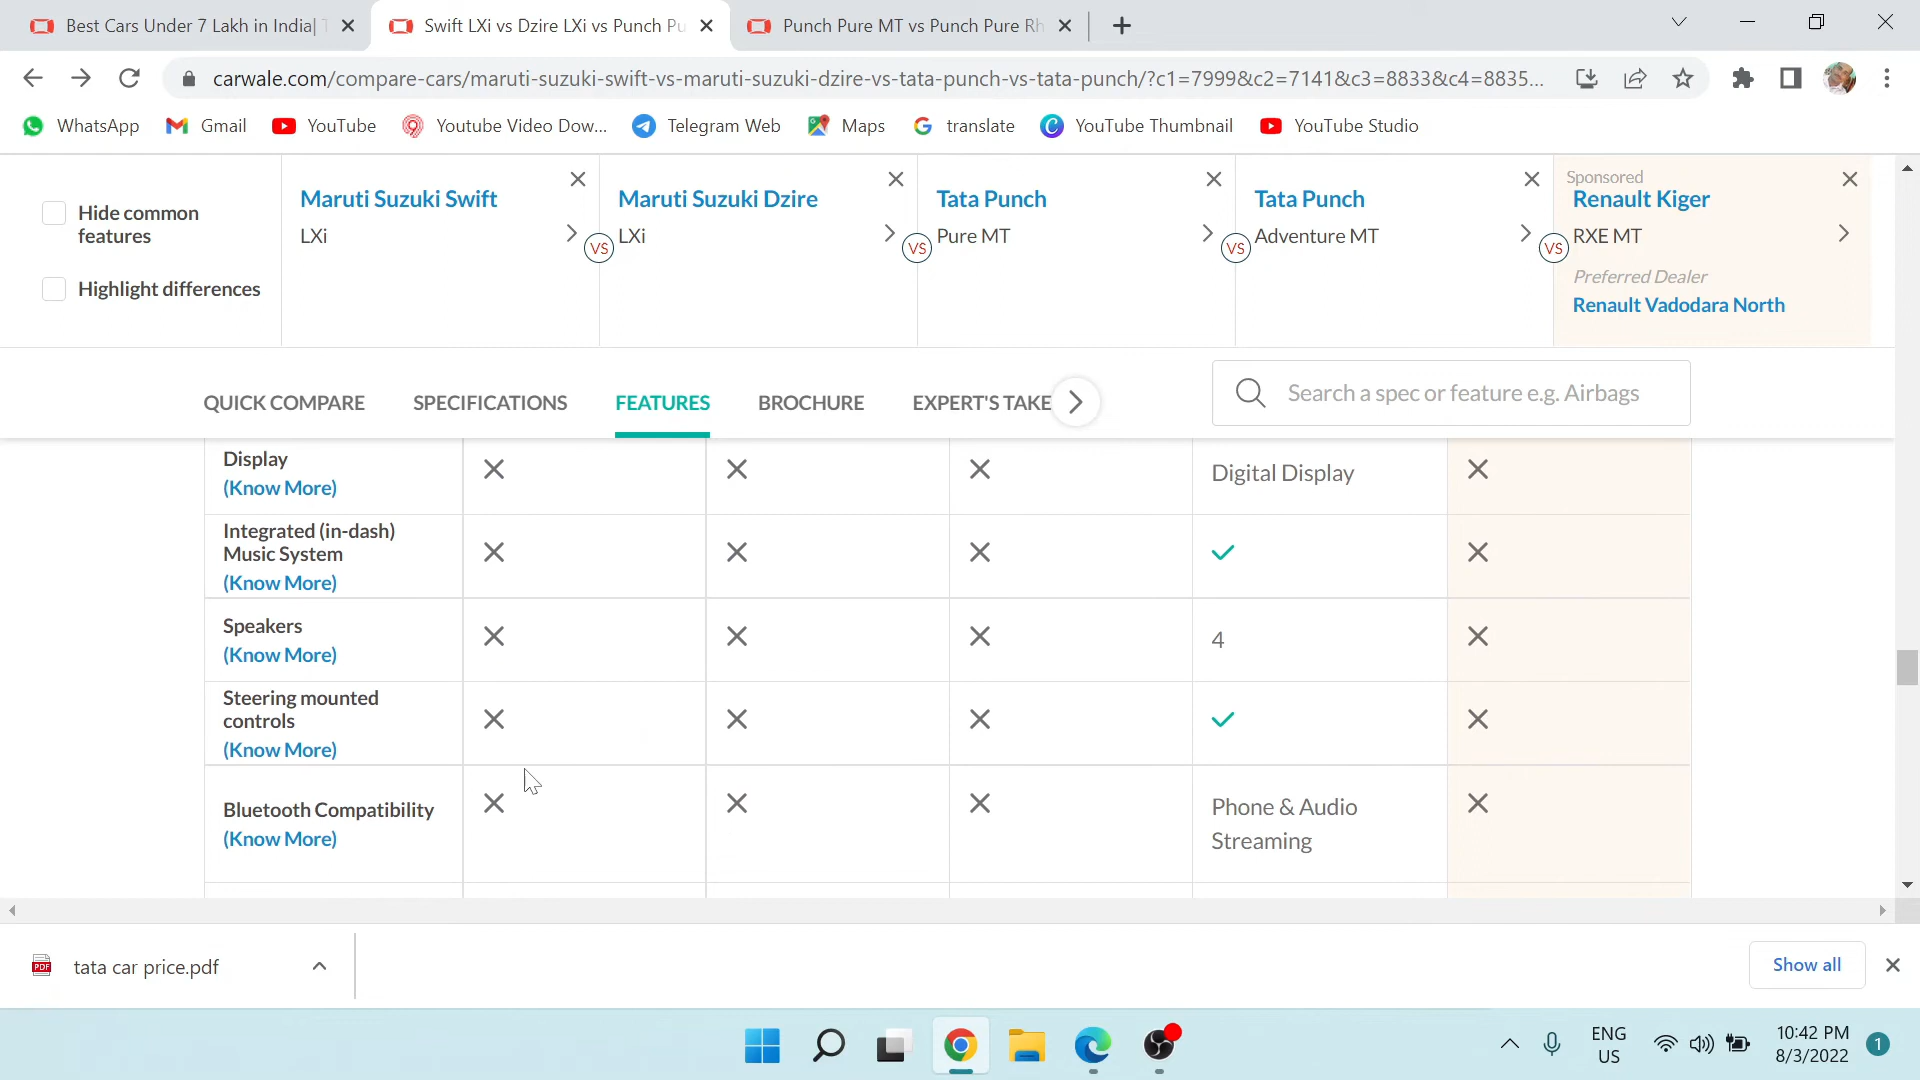 Best Cars Under 7 Lakh in India|
Swift LXi vs Dzire LXi vs Punch Pu
Punch Pure MT vs Punch Pure Rh
carwale.com/compare-cars/maruti-suzuki-swift-vs-maruti-suzuki-dzire-vs-tata-punch-vs-tata-punch/?c1=7999&c2=7141&c3=8833&c4=8835...
WhatsApp
Gmail
YouTube
Youtube Video Dow...
Telegram Web
Maps
translate
YouTube Thumbnail
YouTube Studio
Hide common
features
Highlight differences
Maruti Suzuki Swift
LXi
VS
Maruti Suzuki Dzire
LXi
VS
Tata Punch
Pure MT
VS
Tata Punch
Adventure MT
VS
Sponsored
Renault Kiger
RXE MT
Preferred Dealer
Renault Vadodara North
QUICK COMPARE
SPECIFICATIONS
FEATURES
BROCHURE
EXPERT'S TAKE
Search a spec or feature e.g. Airbags
Display
(Know More)
Digital Display
Integrated (in-dash)
Music System
(Know More)
Speakers
(Know More)
4
Steering mounted
controls
(Know More)
Bluetooth Compatibility
(Know More)
Phone & Audio
Streaming
PDF
tata car price.pdf
Show all
ENG
US
10:42 PM
8/3/2022
1